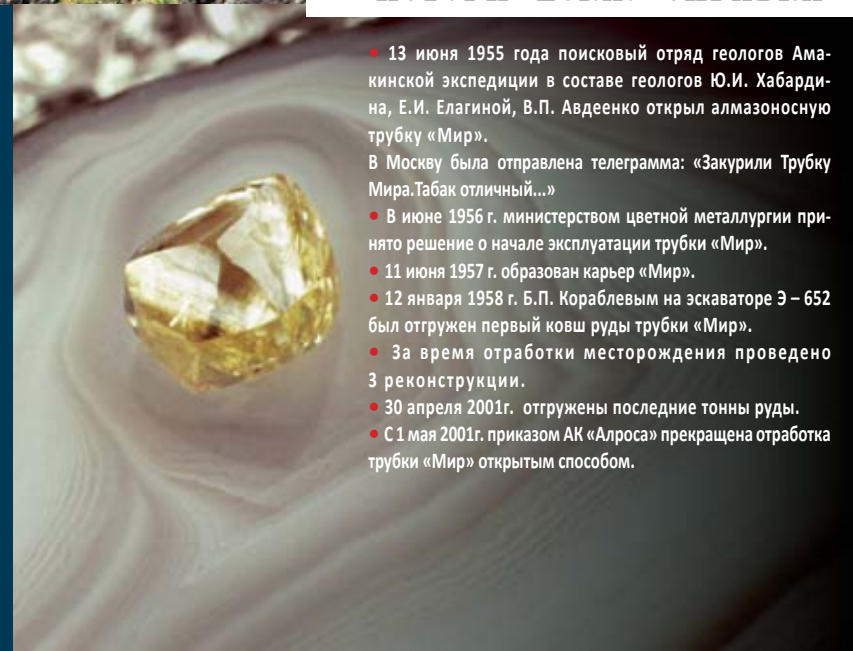 • 13 июня 1955 года поисковый отряд геологов Ама-
кинской экспедиции в составе геологов Ю.И. Хабарди-
на, Е.И. Елагиной, В.П. Авдеенко открыл алмазоносную
трубку «Мир».
В Москву была отправлена телеграмма: «Закурили Трубку
Мира.Табак отличный...»
• В июне 1956 г. министерством цветной металлургии при-
нято решение о начале эксплуатации трубки «Мир».
• 11 июня 1957 г. образован карьер «Мир».
• 12 января 1958 г. Б.П. Кораблевым на эскаваторе Э – 652
был отгружен первый ковш руды трубки «Мир».
• За время отработки месторождения проведено
3 реконструкции.
• 30 апреля 2001г. отгружены последние тонны руды.
• С 1 мая 2001г. приказом АК «Алроса» прекращена отработка
трубки «Мир» открытым способом.